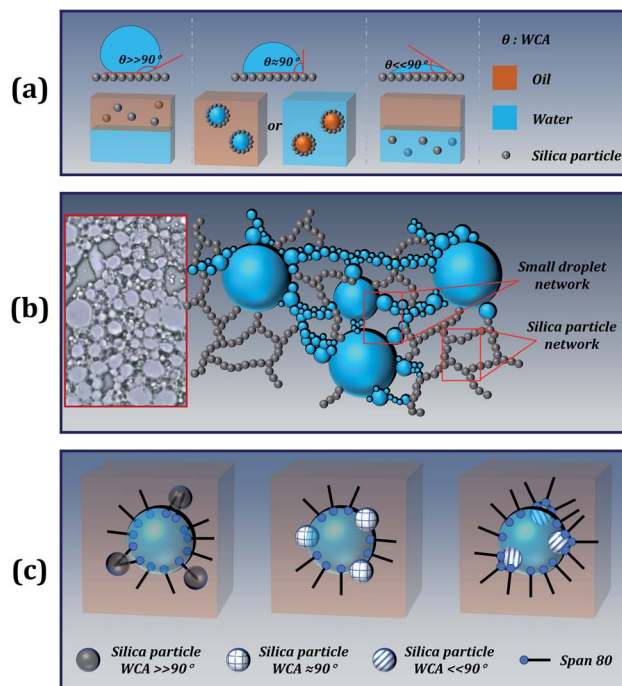 (a)
θ>>90°
θ≈90°
θ<<90°
θ : WCA
Oil
Water
Silica particle
or
(b)
Small droplet
network
Silica particle
network
(c)
Silica particle
WCA >>90°
Silica particle
WCA ≈90°
Silica particle
WCA <<90°
Span 80